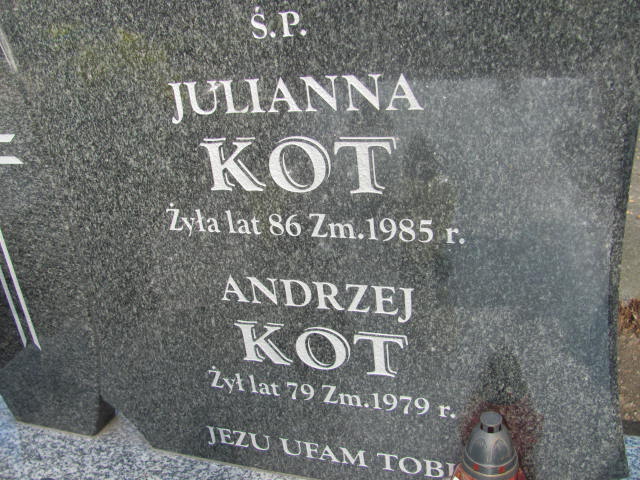 Ś.P.
JULIANNA
KOT
Żyła lat 86 Zm.1985 r.
ANDRZEJ
KOT
Żył lat 79 Zm.1979 r.
JEZU UFAM